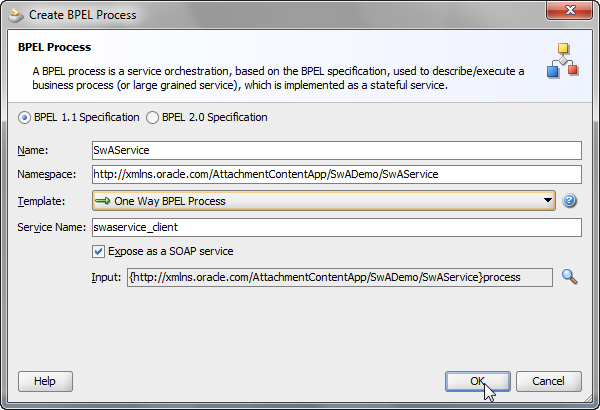 Create BPEL Process
BPEL Process
A BPEL process is a service orchestration, based on the BPEL specification, used to describe/execute a
business process (or large grained service), which is implemented as a stateful service.
BPEL 1.1 Specification BPEL 2.0 Specification
Name: SwAService
Namespace: http://xmlns.oracle.com/AttachmentContentApp/SwADemo/SwAService
Template: One Way BPEL Process
Service Name: swaservice_client
Expose as a SOAP service
Input: {http://xmlns.oracle.com/AttachmentContentApp/SwADemo/SwAService}process
Help OK Cancel